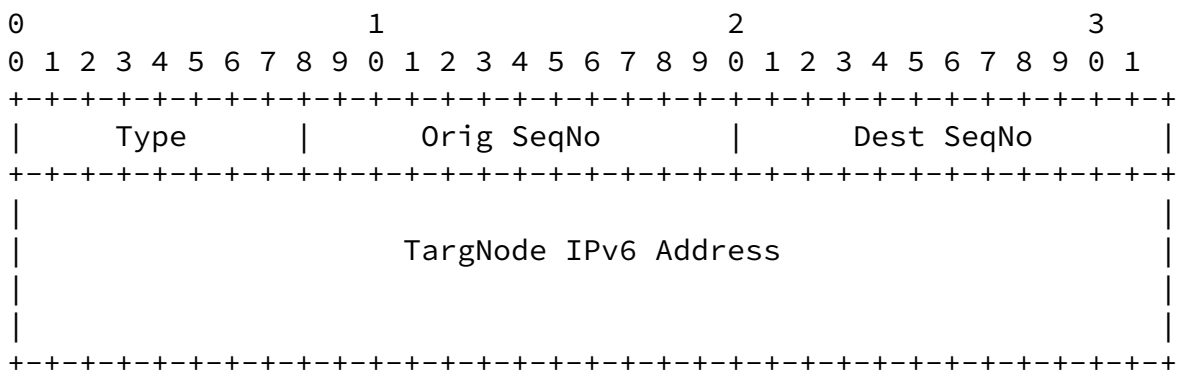 0                   1                   2                   3
0 1 2 3 4 5 6 7 8 9 0 1 2 3 4 5 6 7 8 9 0 1 2 3 4 5 6 7 8 9 0 1
+-+-+-+-+-+-+-+-+-+-+-+-+-+-+-+-+-+-+-+-+-+-+-+-+-+-+-+-+-+-+-+-+
|     Type      |      Orig SeqNo       |      Dest SeqNo       |
+-+-+-+-+-+-+-+-+-+-+-+-+-+-+-+-+-+-+-+-+-+-+-+-+-+-+-+-+-+-+-+-+
|                                                               |
|                     TargNode IPv6 Address                     |
|                                                               |
|                                                               |
+-+-+-+-+-+-+-+-+-+-+-+-+-+-+-+-+-+-+-+-+-+-+-+-+-+-+-+-+-+-+-+-+